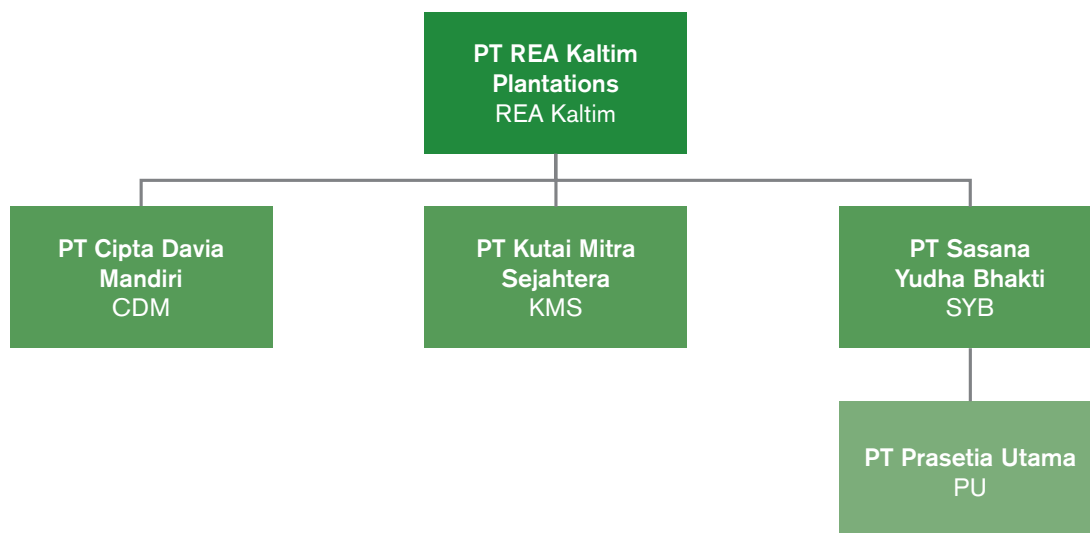 PT REA Kaltim
Plantations
REA Kaltim
PT Cipta Davia
Mandiri
CDM
PT Kutai Mitra
Sejahtera
KMS
PT Sasana
Yudha Bhakti
SYB
PT Prasetia Utama
PU